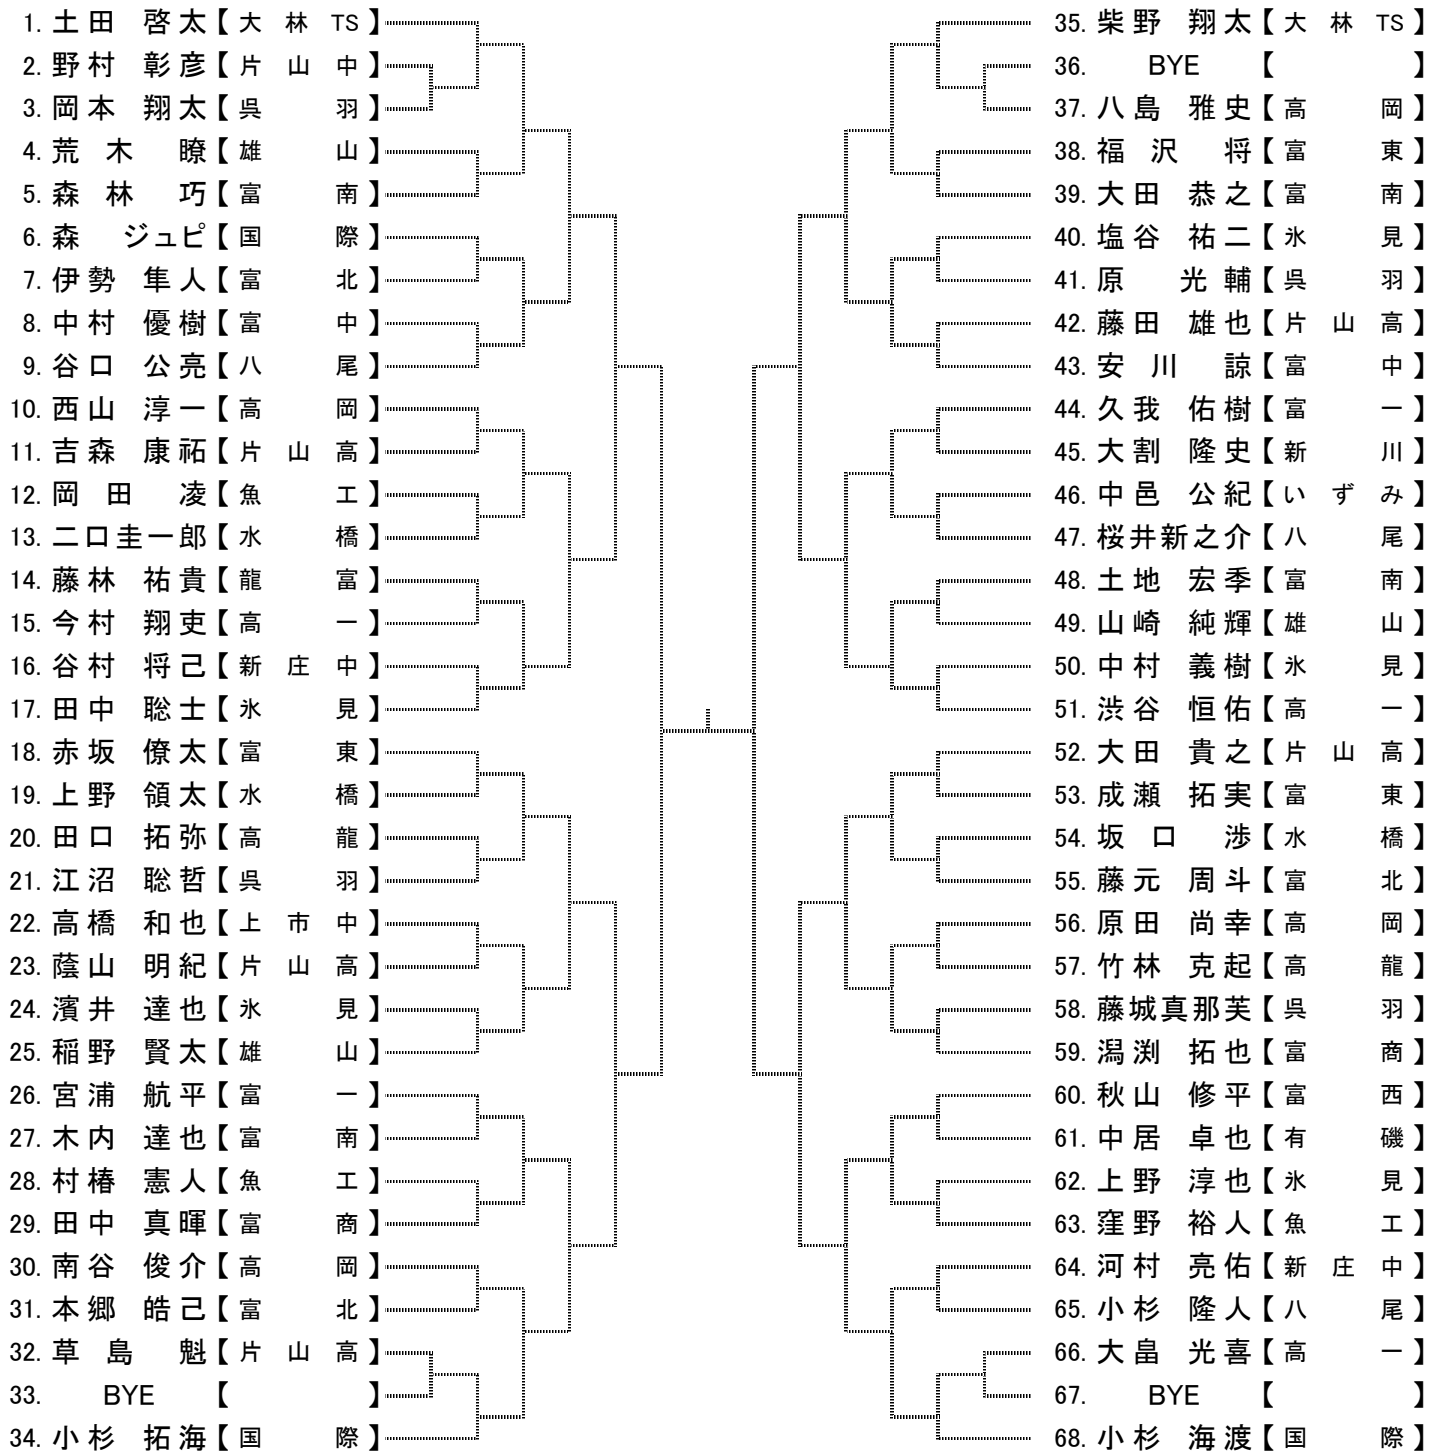 1. 土田 啓太【大林TS】
2. 野村 彰彦【片山中】
3. 岡本 翔太【呉羽】
4. 荒木 瞭【雄山】
5. 森林 巧【富南】
6. 森 ジュピ【国際】
7. 伊勢 隼人【富北】
8. 中村 優樹【富中】
9. 谷口 公亮【八尾】
10. 西山 淳一【高岡】
11. 吉森 康祐【片山高】
12. 岡田 凌【魚工】
13. 二口圭一郎【水橋】
14. 藤林 祐貴【龍富】
15. 今村 翔吏【高一】
16. 谷村 将己【新庄中】
17. 田中 聡士【氷見】
18. 赤坂 僚太【富東】
19. 上野 領太【水橋】
20. 田口 拓弥【高龍】
21. 江沼 聡哲【呉羽】
22. 高橋 和也【上市中】
23. 蔭山 明紀【片山高】
24. 濱井 達也【氷見】
25. 稲野 賢太【雄山】
26. 宮浦 航平【富一】
27. 木内 達也【富南】
28. 村椿 憲人【魚工】
29. 田中 真暉【富商】
30. 南谷 俊介【高岡】
31. 本郷 皓己【富北】
32. 草島 魁【片山高】
33. BYE【 】
34. 小杉 拓海【国際】
35. 柴野 翔太【大林TS】
36. BYE【 】
37. 八島 雅史【高岡】
38. 福沢 将【富東】
39. 大田 恭之【富南】
40. 塩谷 祐二【氷見】
41. 原 光輔【呉羽】
42. 藤田 雄也【片山高】
43. 安川 諒【富中】
44. 久我 佑樹【富一】
45. 大割 隆史【新川】
46. 中邑 公紀【いずみ】
47. 桜井新之介【八尾】
48. 土地 宏季【富南】
49. 山崎 純輝【雄山】
50. 中村 義樹【氷見】
51. 渋谷 恒佑【高一】
52. 大田 貴之【片山高】
53. 成瀬 拓実【富東】
54. 坂口 渉【水橋】
55. 藤元 周斗【富北】
56. 原田 尚幸【高岡】
57. 竹林 克起【高龍】
58. 藤城真那芙【呉羽】
59. 潟渕 拓也【富商】
60. 秋山 修平【富西】
61. 中居 卓也【有磯】
62. 上野 淳也【氷見】
63. 窪野 裕人【魚工】
64. 河村 亮佑【新庄中】
65. 小杉 隆人【八尾】
66. 大畠 光喜【高一】
67. BYE【 】
68. 小杉 海渡【国際】